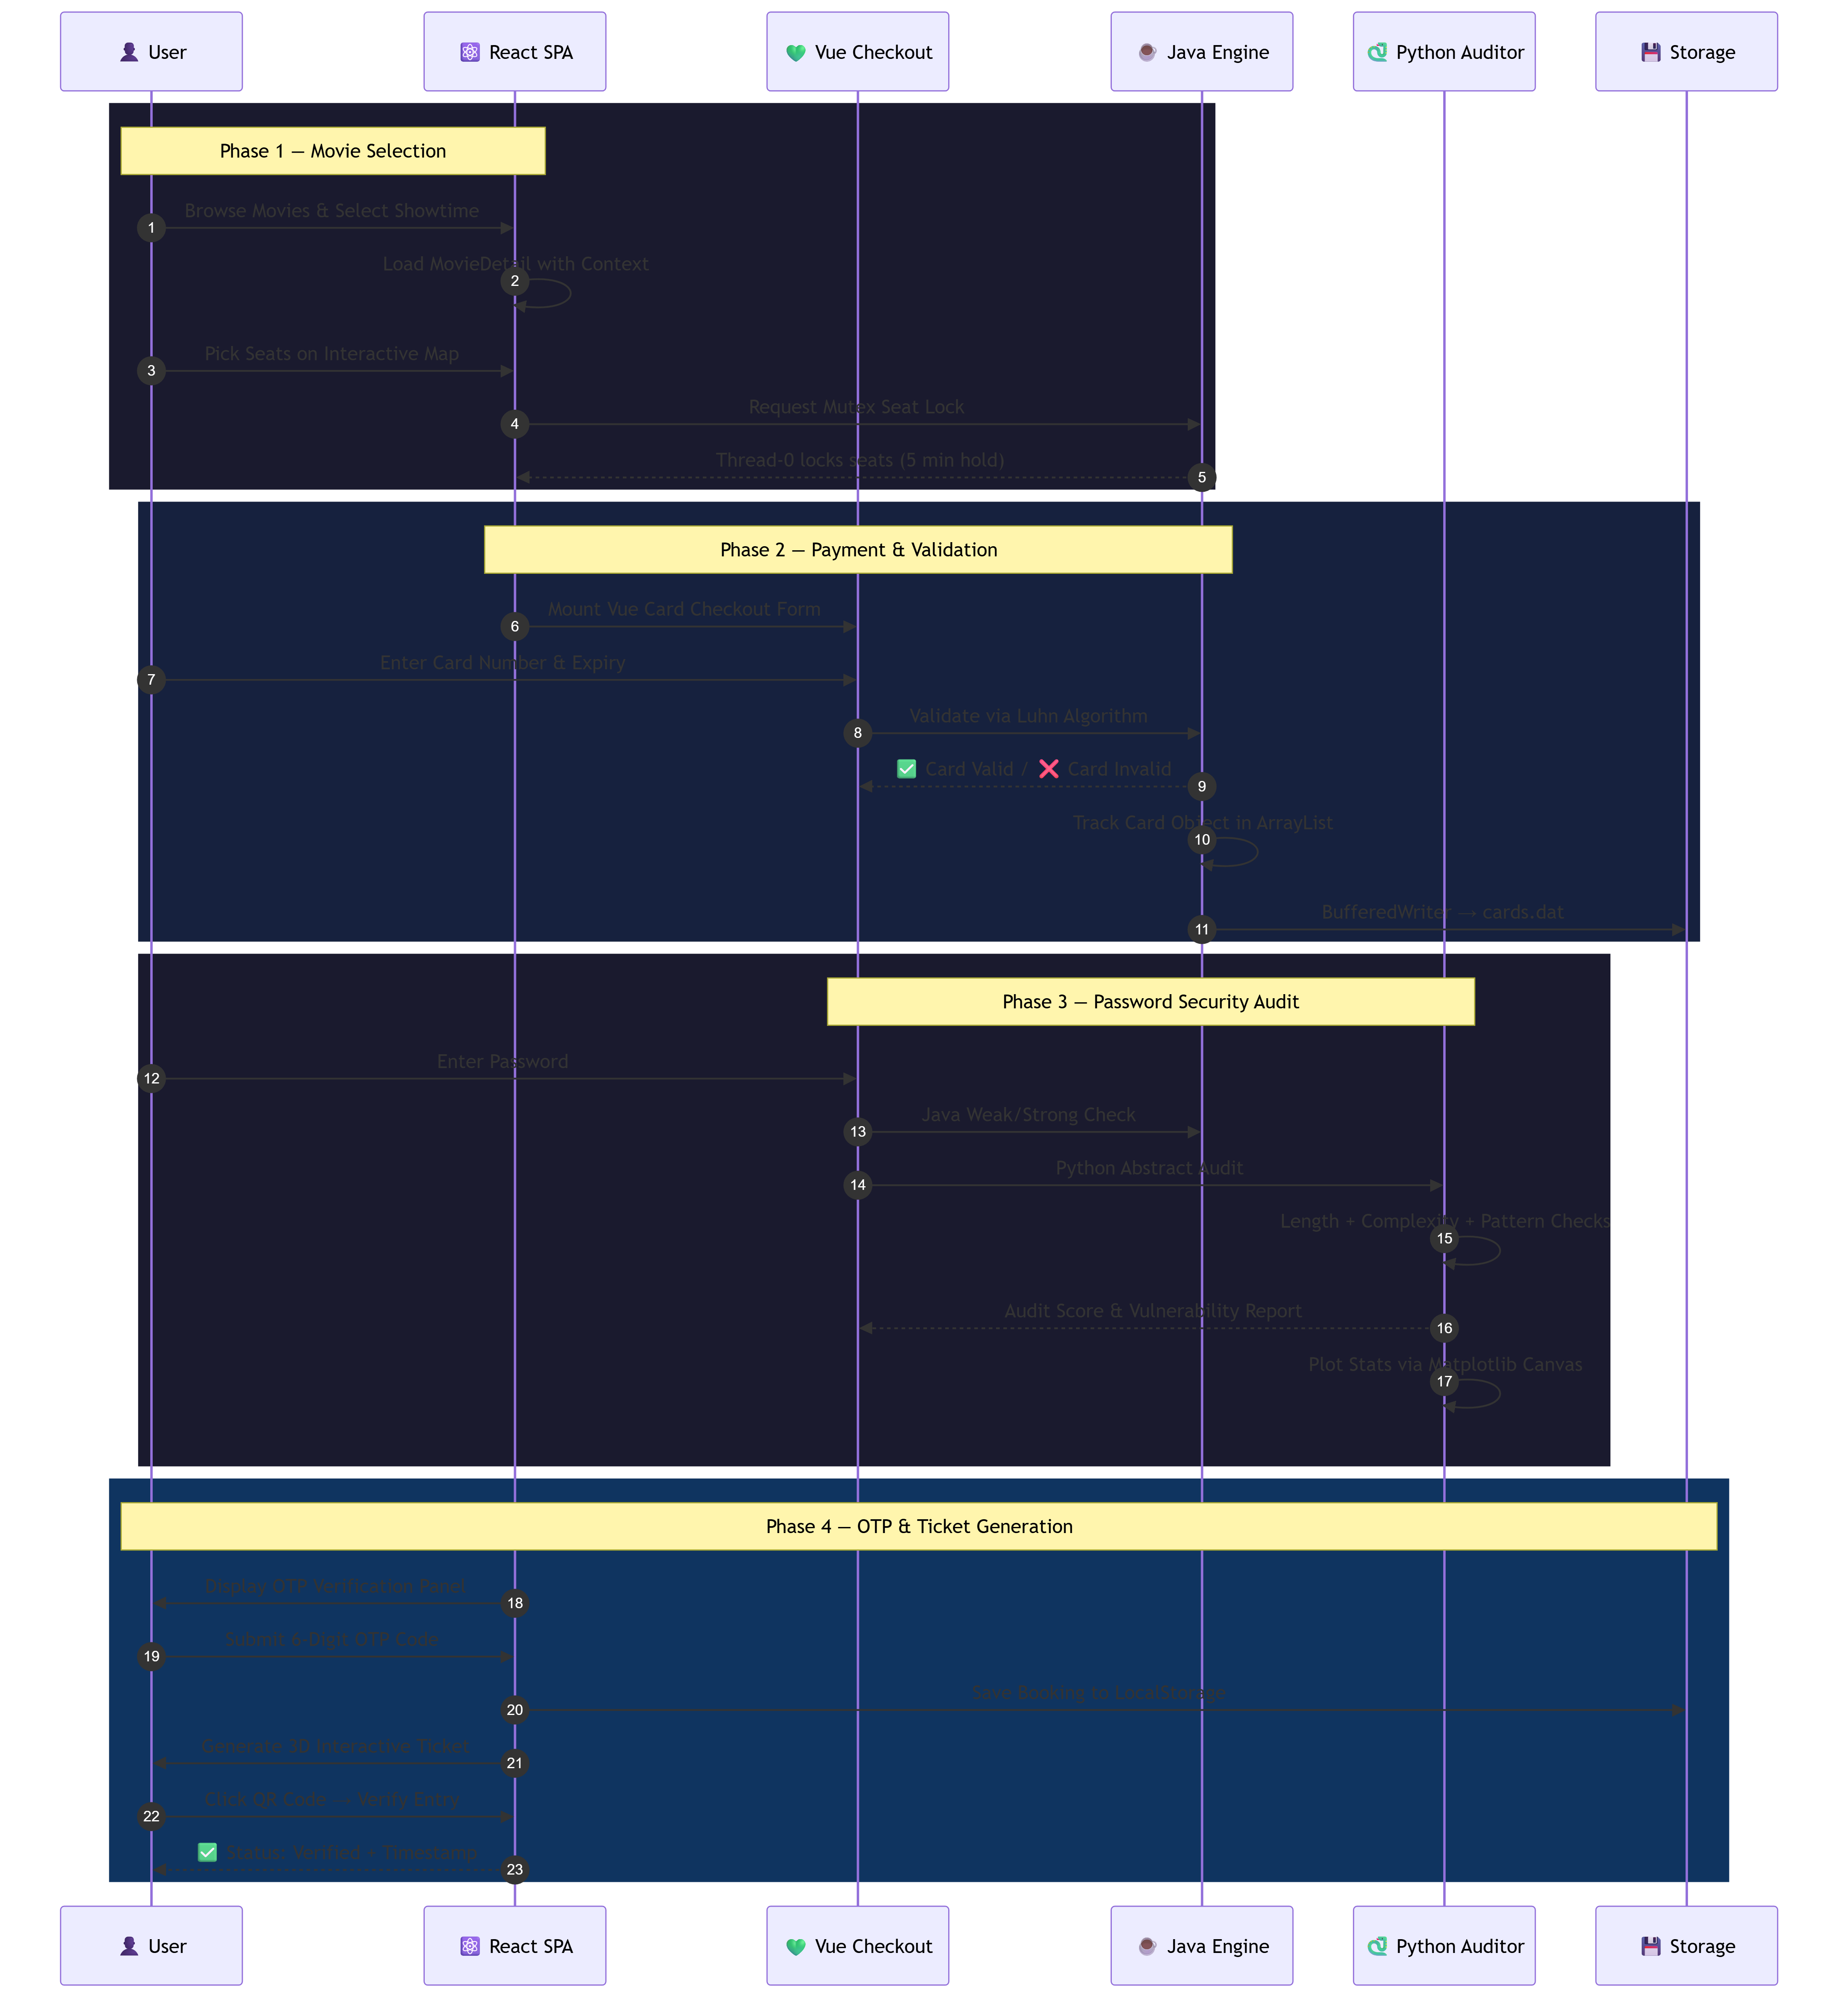 User
React SPA
Vue Checkout
Java Engine
Python Auditor
Storage
Phase 1 – Movie Selection
Browse Movies & Select Showtime
1
Load MovieDetail with Context
2
Pick Seats on Interactive Map
3
Request Mutex Seat Lock
4
Thread-0 locks seats (5 min hold)
5
Phase 2 – Payment & Validation
Mount Vue Card Checkout Form
6
Enter Card Number & Expiry
7
Validate via Luhn Algorithm
8
✅ Card Valid / ❌ Card Invalid
9
Track Card Object in ArrayList
10
BufferedWriter → cards.dat
11
Phase 3 – Password Security Audit
Enter Password
12
Java Weak/Strong Check
13
Python Abstract Audit
14
Length + Complexity + Pattern Checks
15
Audit Score & Vulnerability Report
16
Plot Stats via Matplotlib Canvas
17
Phase 4 – OTP & Ticket Generation
Display OTP Verification Panel
18
Submit 6-Digit OTP Code
19
Save Booking to LocalStorage
20
Generate 3D Interactive Ticket
21
Click QR Code → Verify Entry
22
✅ Status: Verified + Timestamp
23
User
React SPA
Vue Checkout
Java Engine
Python Auditor
Storage